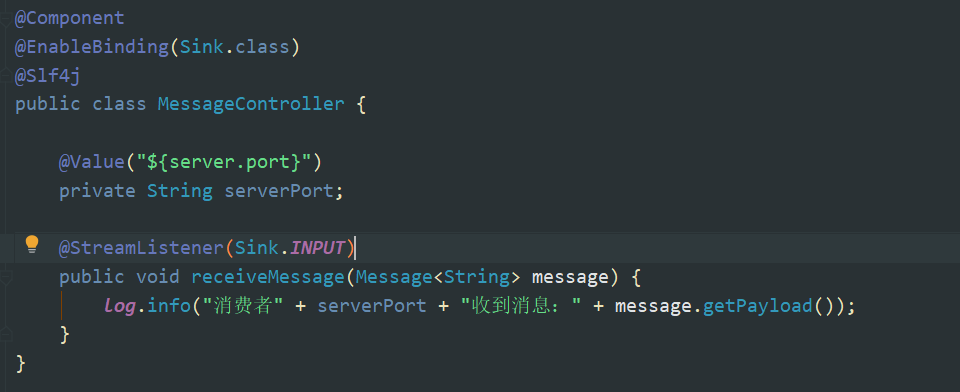 @Component
@EnableBinding(Sink.class)
@Slf4j
public class MessageController {
@Value("${server.port}")
private String serverPort;
@StreamListener(Sink.INPUT)
public void receiveMessage(Message<String> message) {
log.info("消费者" + serverPort + "收到消息：" + message.getPayload());
}
}